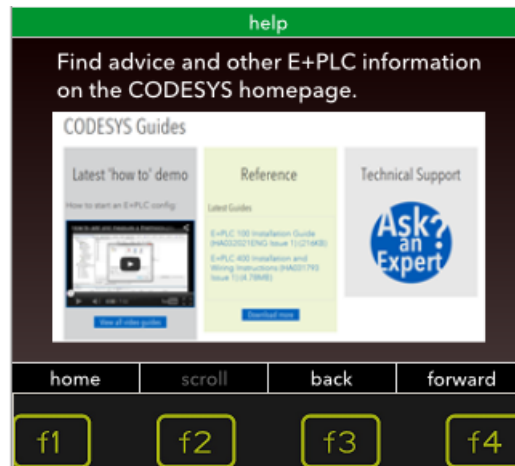 help
Find advice and other E+PLC information
on the CODESYS homepage.
CODESYS Guides
Latest 'how to' demo
How to start an E+PLC config:
View all video guides
Reference
Latest Guides
E+PLC 100 Installation Guide
(HA032021ENG Issue 1) (216KB)
E+PLC 400 Installation and
Wiring Instructions (HA031793
Issue 1) (4.78MB)
Download more
Technical Support
Ask?
an
Expert
home scroll back forward
f1 f2 f3 f4